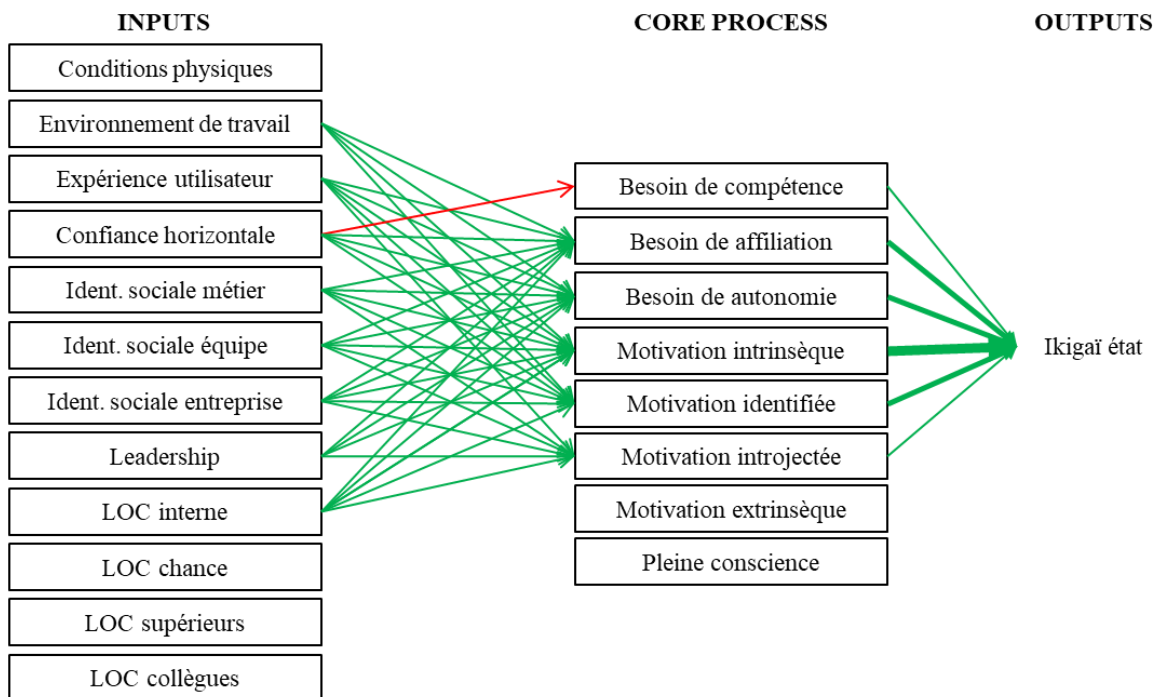 INPUTS
CORE PROCESS
OUTPUTS
Conditions physiques
Environnement de travail
Expérience utilisateur
Confiance horizontale
Ident. sociale métier
Ident. sociale équipe
Ident. sociale entreprise
Leadership
LOC interne
LOC chance
LOC supérieurs
LOC collègues
Besoin de compétence
Besoin de affiliation
Besoin de autonomie
Motivation intrinsèque
Motivation identifiée
Motivation introjectée
Motivation extrinsèque
Pleine conscience
Ikigaï état